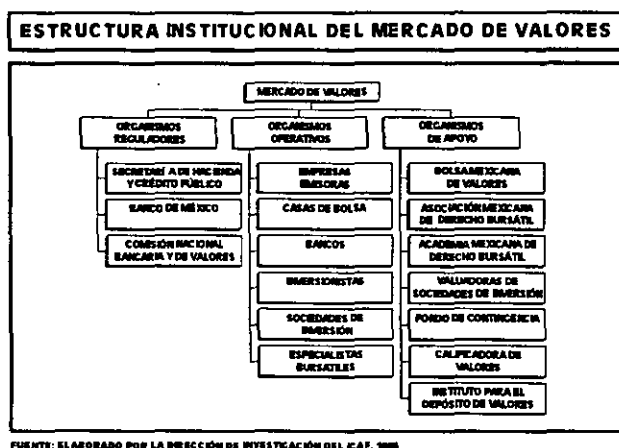 ESTRUCTURA INSTITUCIONAL DEL MERCADO DE VALORES
MERCADO DE VALORES
ORGANISMOS
REGULADORES
SECRETARÍA DE HACIENDA
Y CRÉDITO PÚBLICO
BANCO DE MÉXICO
COMISIÓN NACIONAL
BANCARIA Y DE VALORES
ORGANISMOS
OPERATIVOS
EMPRESAS
EMISORAS
CASAS DE BOLSA
BANCOS
INVERSIONISTAS
SOCIEDADES DE
INVERSIÓN
ESPECIALISTAS
BURSATILES
ORGANISMOS
DE APOYO
BOLSA MEXICANA
DE VALORES
ASOCIACIÓN MEXICANA
DE DERECHO BURSÁTIL
ACADEMIA MEXICANA DE
DERECHO BURSÁTIL
VALUADORAS DE
SOCIEDADES DE INVERSIÓN
FONDO DE CONTINGENCIA
CALIFICADORA DE
VALORES
INSTITUTO PARA EL
DEPÓSITO DE VALORES
FUENTE: ELABORADO POR LA DIRECCIÓN DE INVESTIGACIÓN DEL